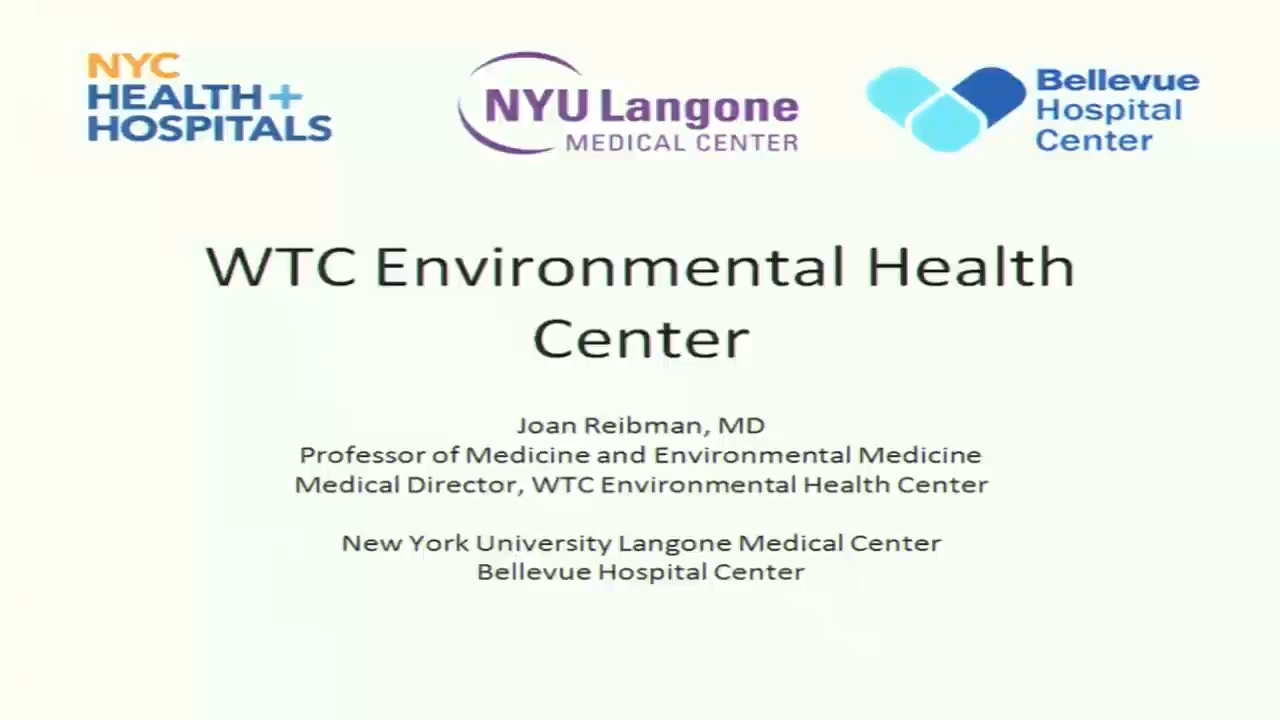 NYC
HEALTH+
HOSPITALS
NYU Langone
MEDICAL CENTER
Bellevue
Hospital
Center
WTC Environmental Health
Center
Joan Reibman, MD
Professor of Medicine and Environmental Medicine
Medical Director, WTC Environmental Health Center
New York University Langone Medical Center
Bellevue Hospital Center